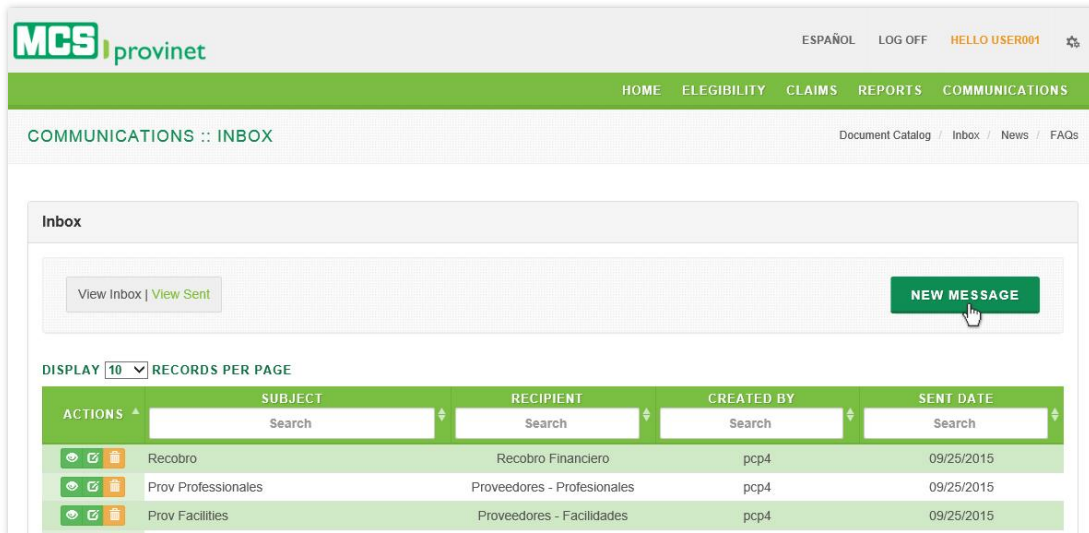 MCS provinet
ESPAÑOL LOG OFF HELLO USER001
HOME ELEGIBILITY CLAIMS REPORTS COMMUNICATIONS
COMMUNICATIONS :: INBOX
Document Catalog / Inbox / News / FAQs
Inbox
View Inbox | View Sent
NEW MESSAGE
DISPLAY 10 RECORDS PER PAGE
ACTIONS SUBJECT RECIPIENT CREATED BY SENT DATE
Search Search Search Search
Recobro Recobro Financiero pcp4 09/25/2015
Prov Professionales Proveedores - Profesionales pcp4 09/25/2015
Prov Facilities Proveedores - Facilidades pcp4 09/25/2015